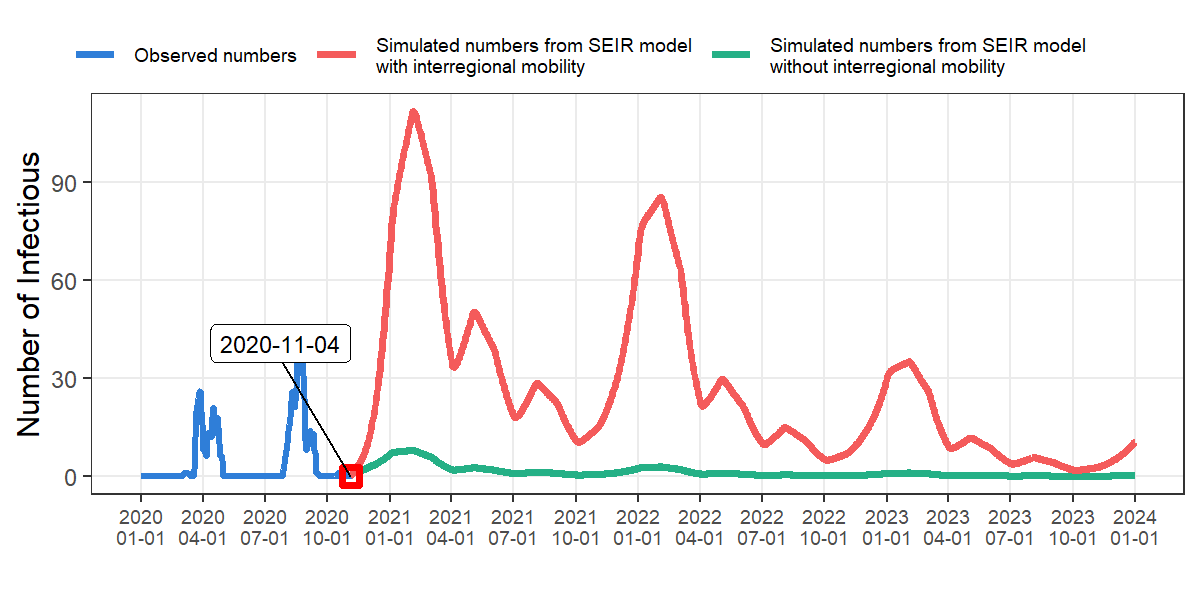 Observed numbers
Simulated numbers from SEIR model
with interregional mobility
Simulated numbers from SEIR model
without interregional mobility
Number of Infectious
90
60
30
0
2020-11-04
2020 2020 2020 2020 2021 2021 2021 2021 2022 2022 2022 2022 2023 2023 2023 2023 2024
01-01 04-01 07-01 10-01 01-01 04-01 07-01 10-01 01-01 04-01 07-01 10-01 01-01 04-01 07-01 10-01 01-01